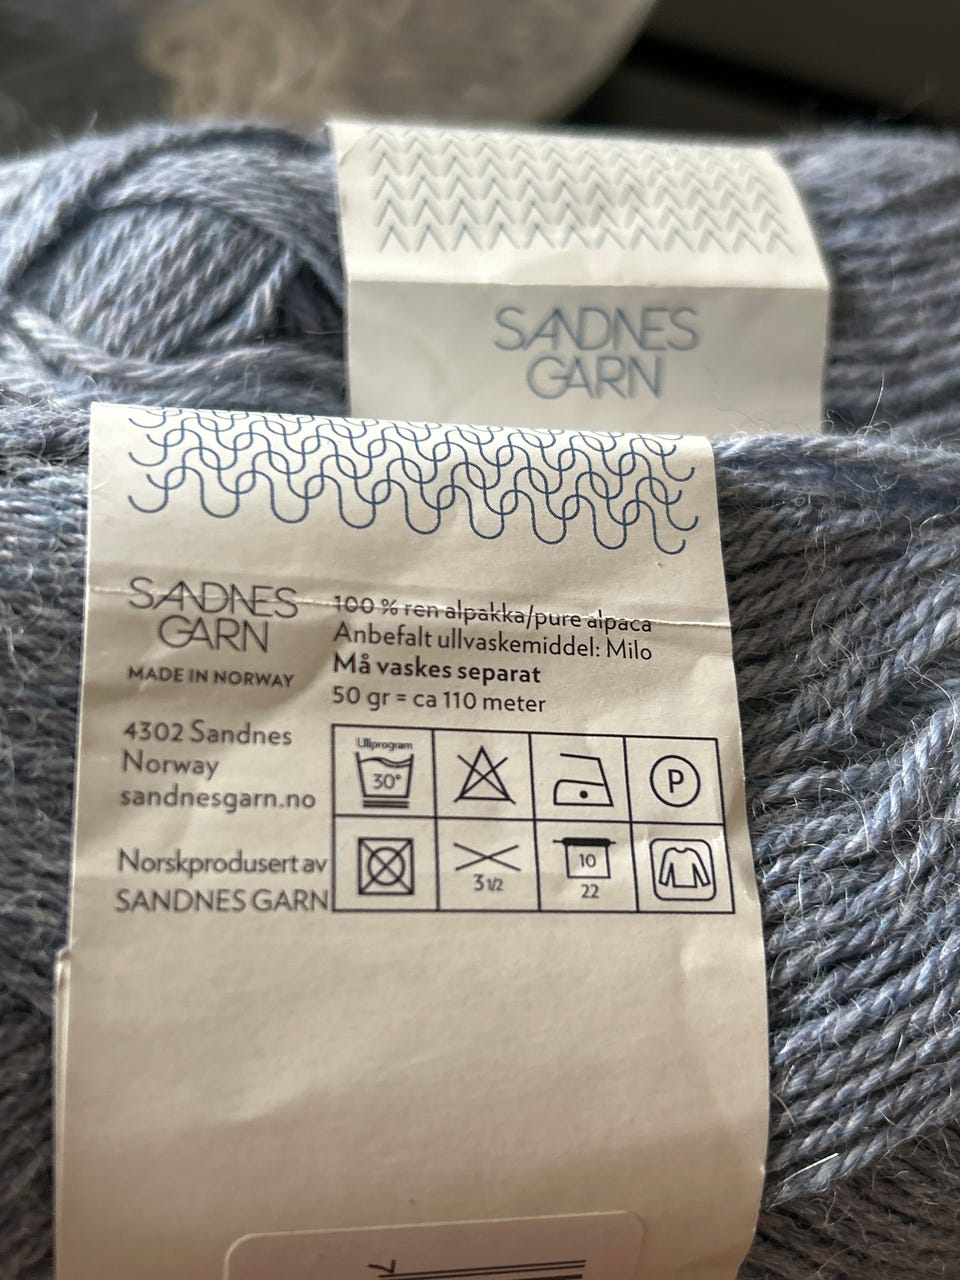 SANDNES
GARN
SANDNES
GARN
MADE IN NORWAY
4302 Sandnes
Norway
sandnesgarn.no
Norskprodusert av
SANDNES GARN
100 % ren alpakka/pure alpaca
Anbefalt ullvaskemiddel: Milo
Må vaskes separat
50 gr = ca 110 meter
Ullprogram
30°
P
3 1/2
10
22